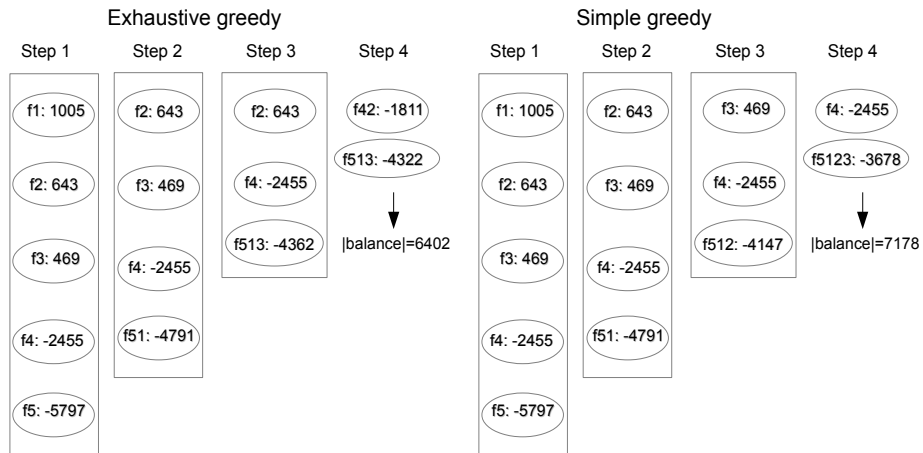 Exhaustive greedy
Step 1 Step 2 Step 3 Step 4
f1: 1005 f2: 643 f2: 643 f42: -1811
f513: -4322
f2: 643 f3: 469 f4: -2455
f513: -4362 |balance|=6402
f3: 469 f4: -2455
f4: -2455 f51: -4791
f5: -5797
Simple greedy
Step 1 Step 2 Step 3 Step 4
f1: 1005 f2: 643 f3: 469 f4: -2455
f5123: -3678
f2: 643 f3: 469 f4: -2455
f512: -4147 |balance|=7178
f3: 469 f4: -2455
f4: -2455 f51: -4791
f5: -5797